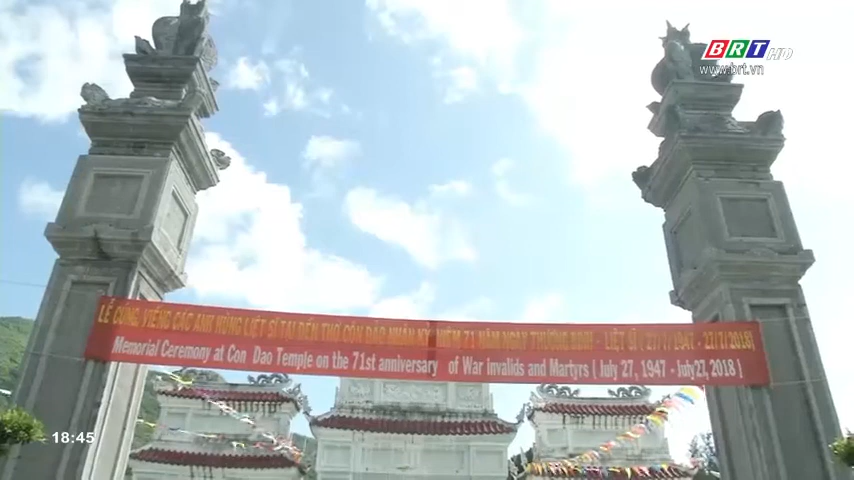 BRT HD
www.brt.vn
LỄ CÚNG, VIẾNG CÁC ANH HÙNG LIỆT SĨ TẠI ĐỀN THỜ CÔN ĐẢO NHÂN KỶ NIỆM 71 NĂM NGÀY THƯƠNG BINH - LIỆT SĨ ( 27/7/1947 - 27/7/2018)
Memorial Ceremony at Con Dao Temple on the 71st anniversary of War invalids and Martyrs ( July 27, 1947 - July 27, 2018 )
18:45